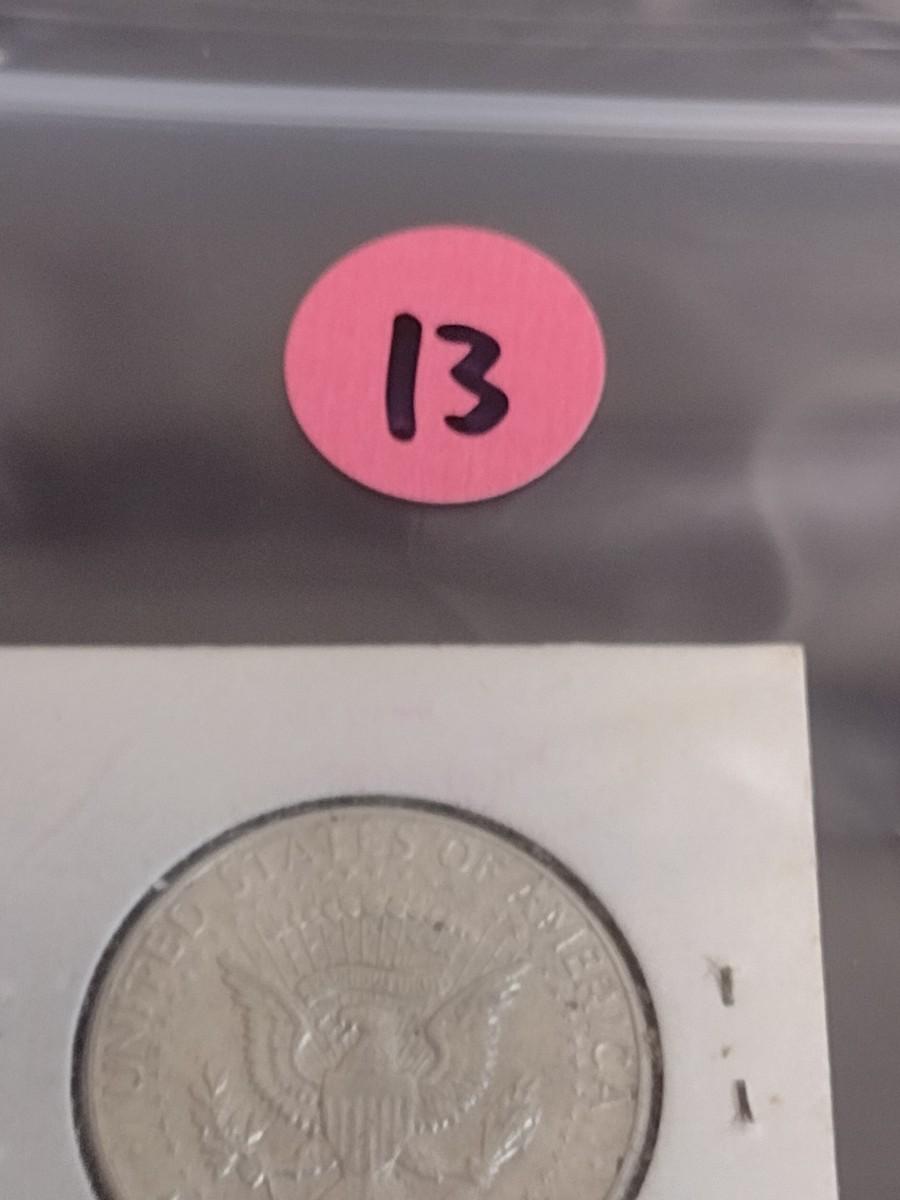 13
UNITED STATES OF AMERICA